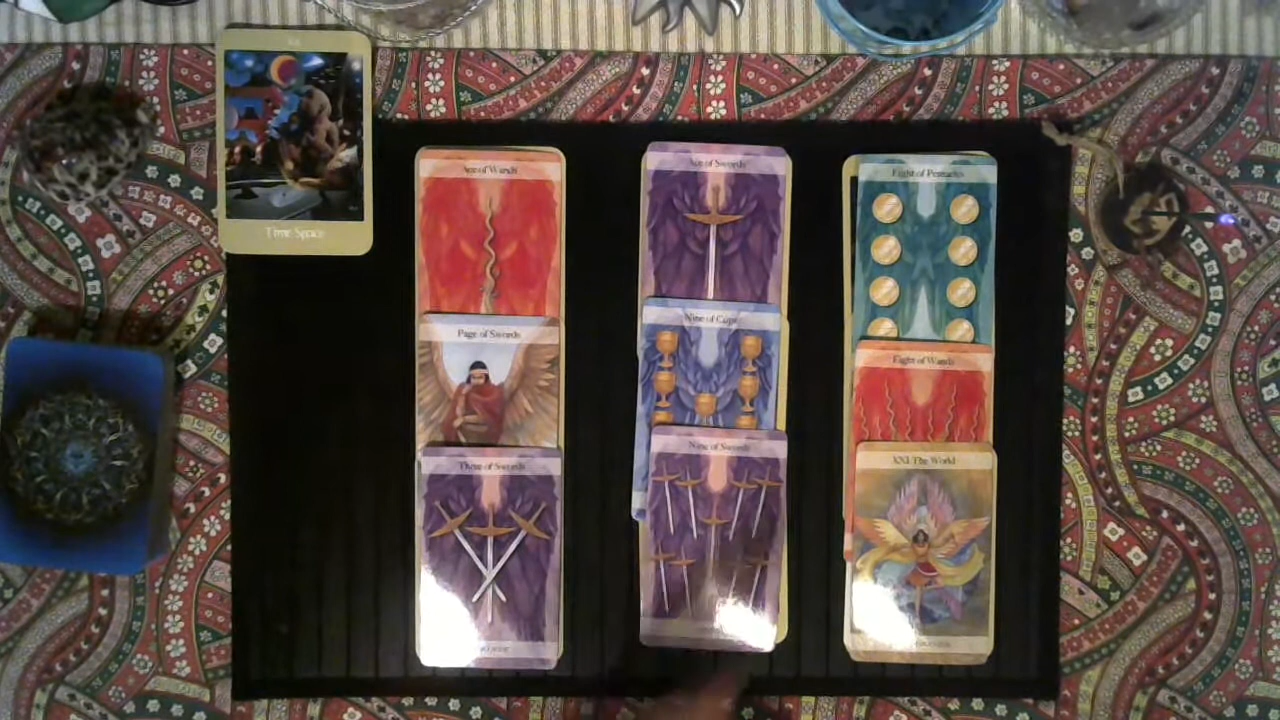 Time Space
Ace of Wands
Page of Swords
Three of Swords
Ace of Swords
Nine of Cups
Nine of Swords
Eight of Pentacles
Eight of Wands
XXI The World